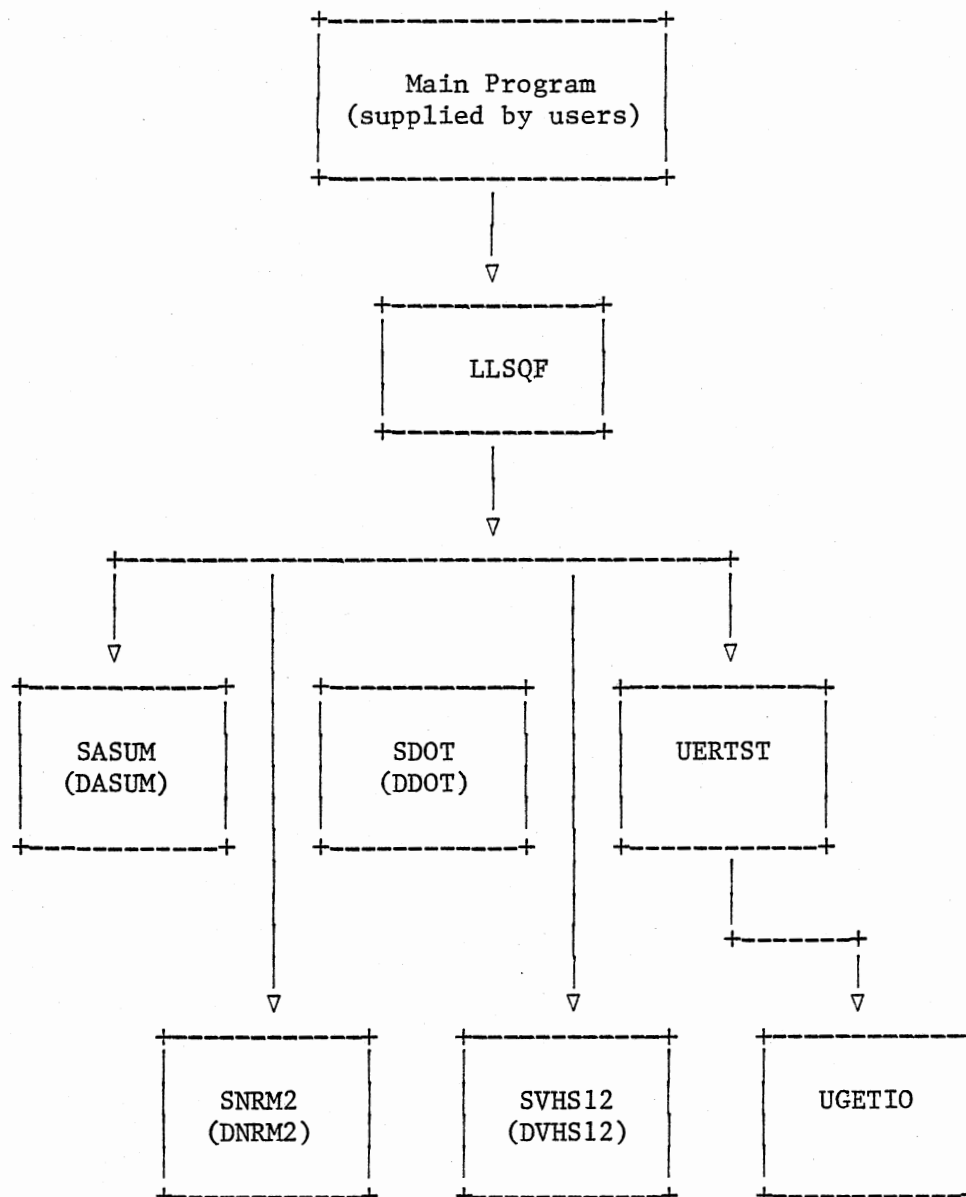 Main Program
(supplied by users)
LLSQF
SASUM
(DASUM)
SDOT
(DDOT)
UERTST
SNRM2
(DNRM2)
SVHS12
(DVHS12)
UGETIO